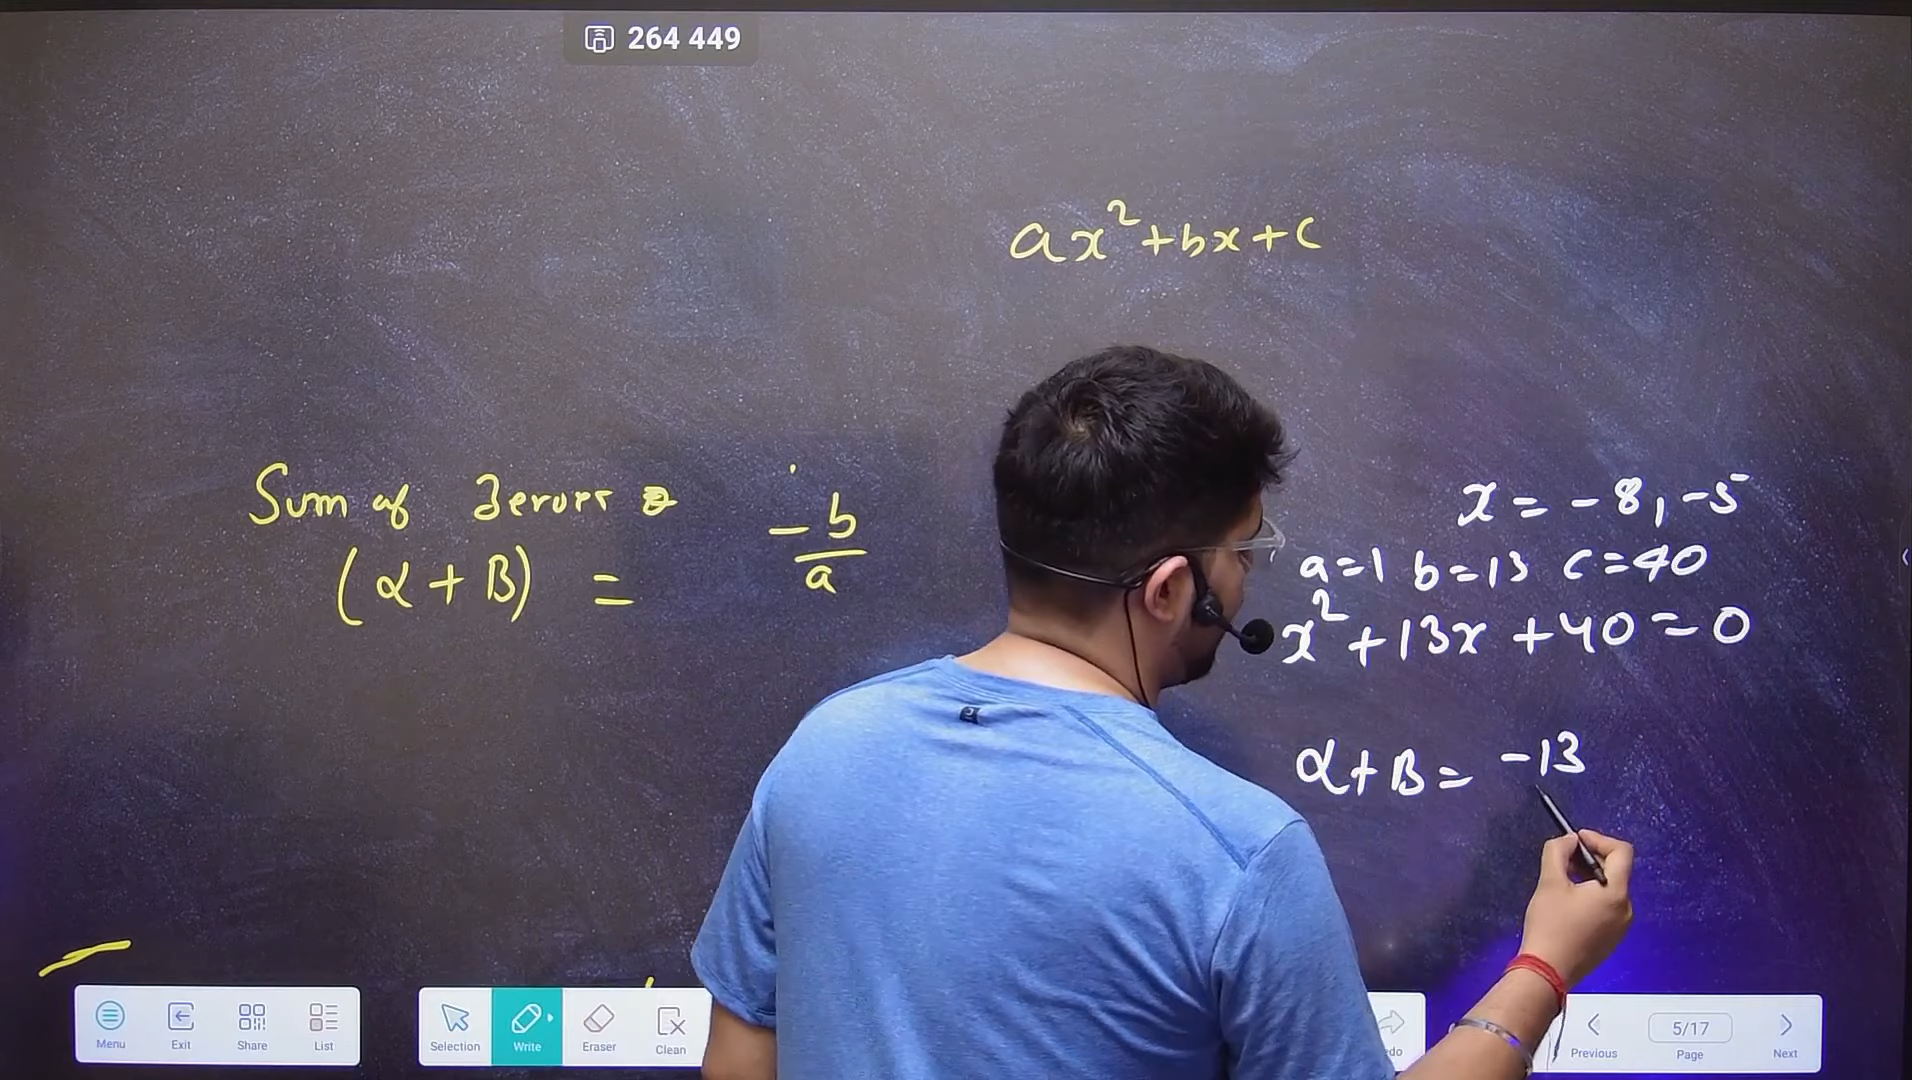 264 449
ax²+bx+c
Sum of Zeroes
(α+β) = -b/a
x = -8, -5
a=1 b=13 c=40
x²+13x+40=0
α+β= -13
Menu Exit Share List
Selection Write Eraser Clean
Previous 5/17 Page Next